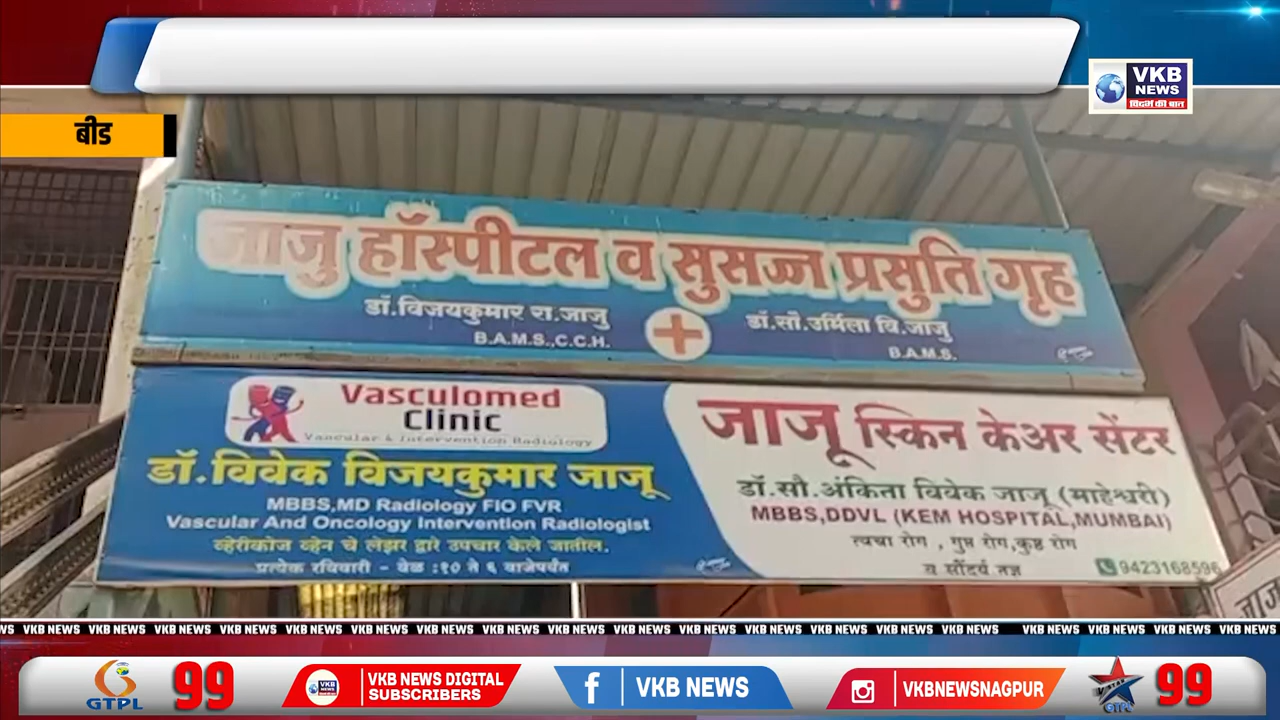 VKB
NEWS
विदर्भ की बात
बीड
जाजु हॉस्पीटल व सुसज्ज प्रसुति गृह
डॉ.विजयकुमार रा.जाजु
B.A.M.S.,C.C.H.
डॉ.सौ.उर्मिला वि.जाजु
B.A.M.S.
Vasculomed
Clinic
Vascular & Intervention Radiology
डॉ.विवेक विजयकुमार जाजू
MBBS,MD Radiology FIO FVR
Vascular And Oncology Intervention Radiologist
व्हेरीकोज व्हेन चे लेझर द्वारे उपचार केले जातील.
प्रत्येक रविवारी - वेळ :१० ते ६ वाजेपर्यंत
जाजू स्किन केअर सेंटर
डॉ.सौ.अंकिता विवेक जाजू (माहेश्वरी)
MBBS,DDVL (KEM HOSPITAL,MUMBAI)
त्वचा रोग , गुप्त रोग,कुष्ठ रोग
व सौंदर्य तज्ञ
9423168596
VKB NEWS VKB NEWS VKB NEWS VKB NEWS VKB NEWS VKB NEWS VKB NEWS VKB NEWS VKB NEWS VKB NEWS VKB NEWS VKB NEWS VKB NEWS VKB NEWS VKB NEWS VKB NEWS VKB NEWS VKB NEWS
GTPL
99
VKB NEWS DIGITAL
SUBSCRIBERS
VKB NEWS
VKBNEWSNAGPUR
GTPL
99